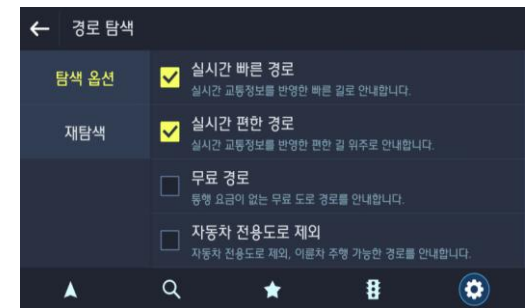 경로 탐색
탐색 옵션
재탐색
실시간 빠른 경로
실시간 교통정보를 반영한 빠른 길로 안내합니다.
실시간 편한 경로
실시간 교통정보를 반영한 편한 길 위주로 안내합니다.
무료 경로
통행 요금이 없는 무료 도로 경로를 안내합니다.
자동차 전용도로 제외
자동차 전용도로 제외, 이륜차 주행 가능한 경로를 안내합니다.